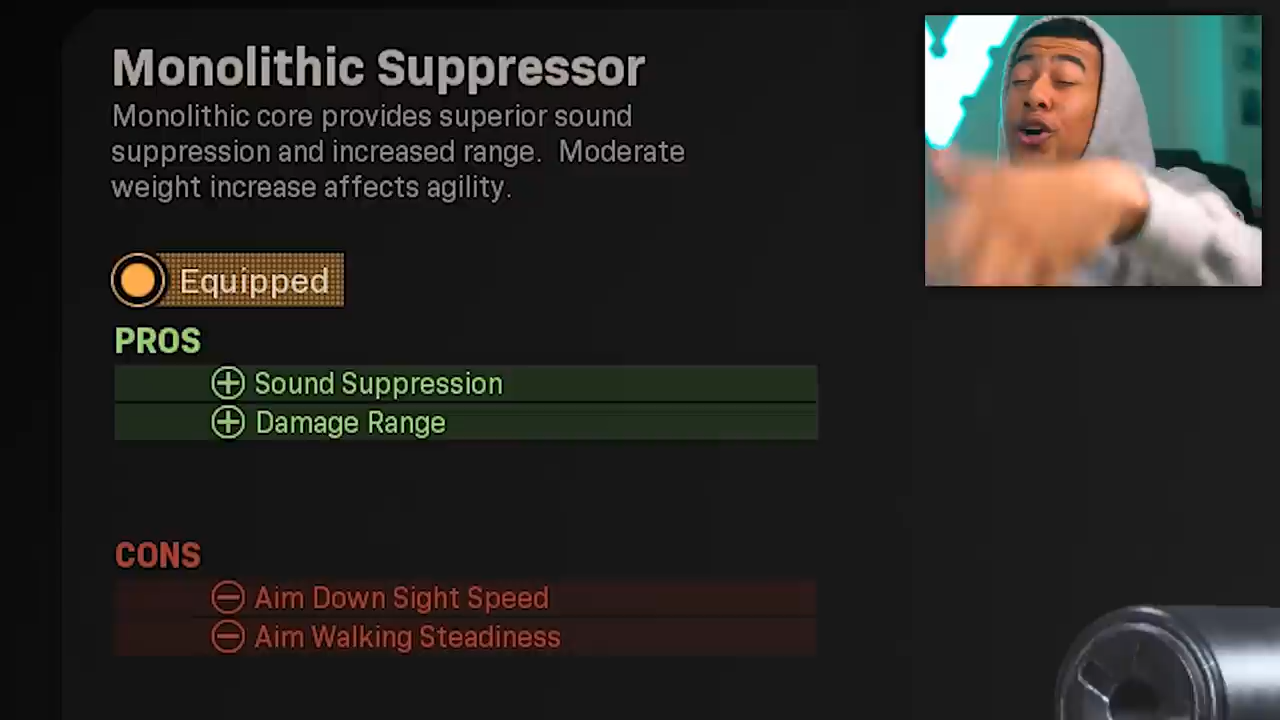 Monolithic Suppressor
Monolithic core provides superior sound
suppression and increased range.  Moderate
weight increase affects agility.
Equipped
PROS
Sound Suppression
Damage Range
CONS
Aim Down Sight Speed
Aim Walking Steadiness